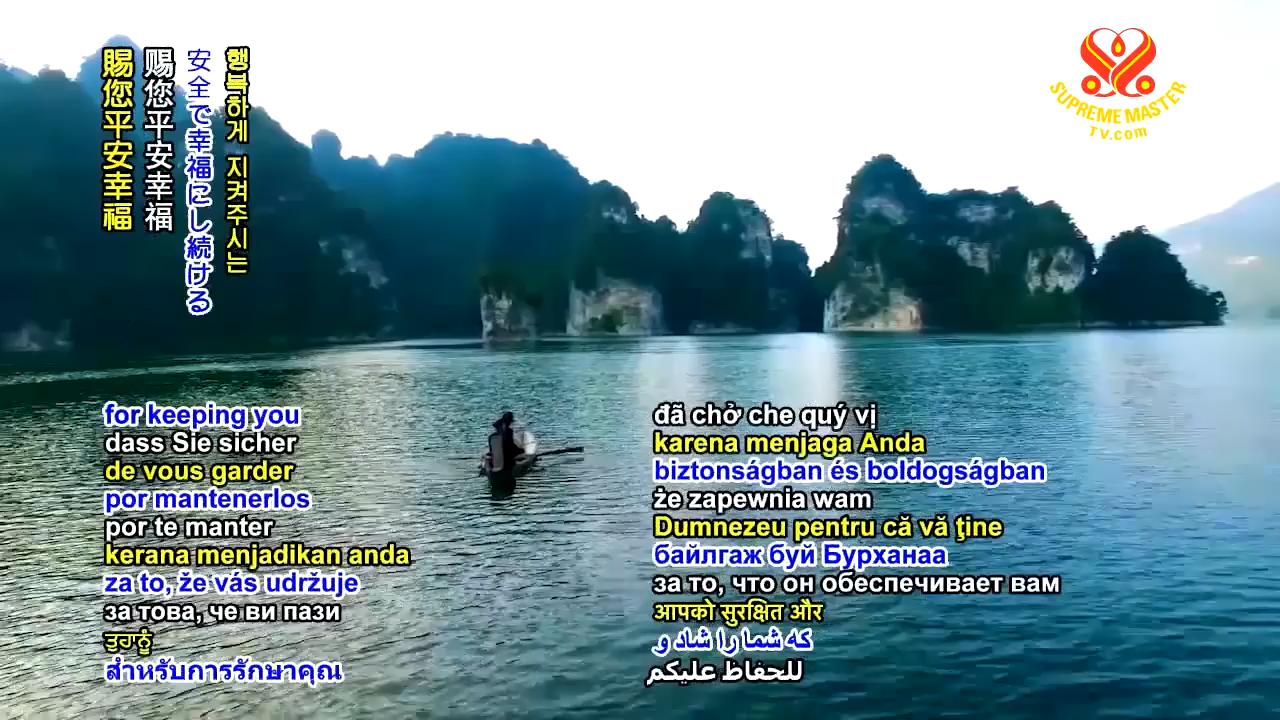 賜您平安幸福
赐您平安幸福
安全で幸福にし続ける
행복하게 지켜주시는
SUPREME MASTER
TV.com
for keeping you
dass Sie sicher
de vous garder
por mantenerlos
por te manter
kerana menjadikan anda
za to, že vás udržuje
за това, че ви пази
ਤੁਹਾਨੂੰ
สำหรับการรักษาคุณ
đã chở che quý vị
karena menjaga Anda
biztonságban és boldogságban
że zapewnia wam
Dumnezeu pentru că vă ţine
байлгаж буй Бурханаа
за то, что он обеспечивает вам
आपको सुरक्षित और
که شما را شاد و
للحفاظ عليكم